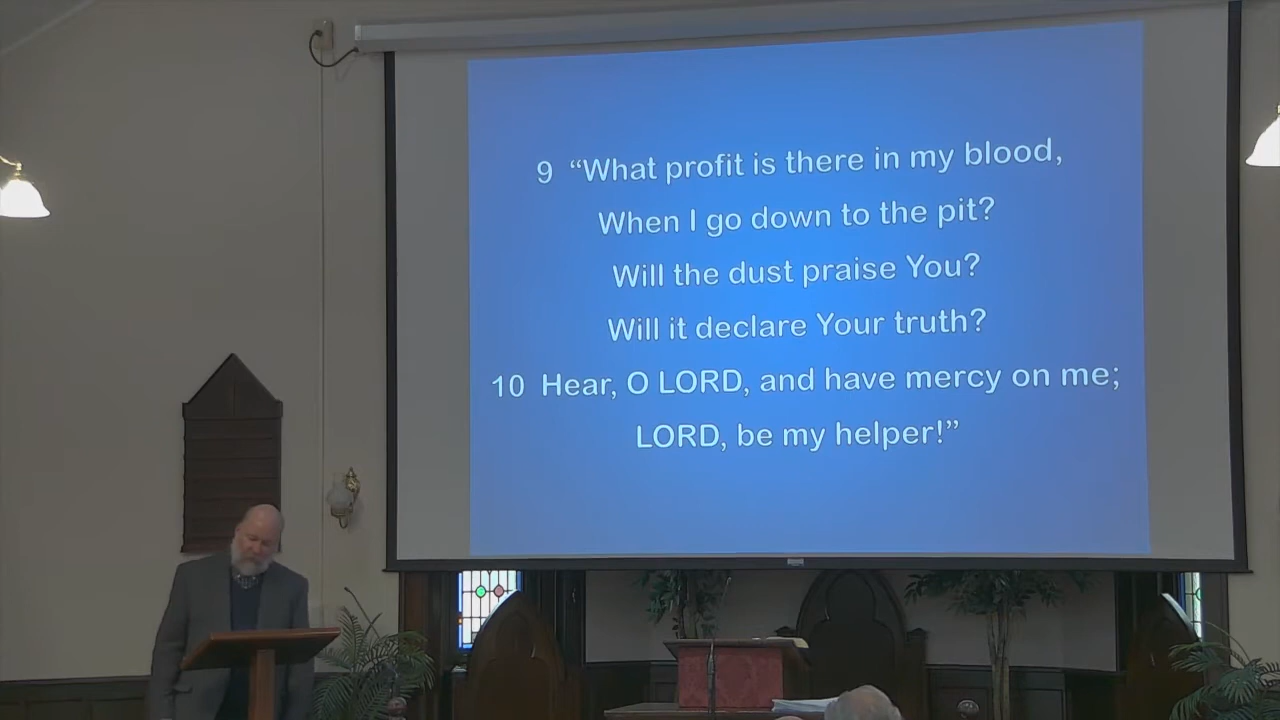 9 “What profit is there in my blood,
When I go down to the pit?
Will the dust praise You?
Will it declare Your truth?
10 Hear, O LORD, and have mercy on me;
LORD, be my helper!”